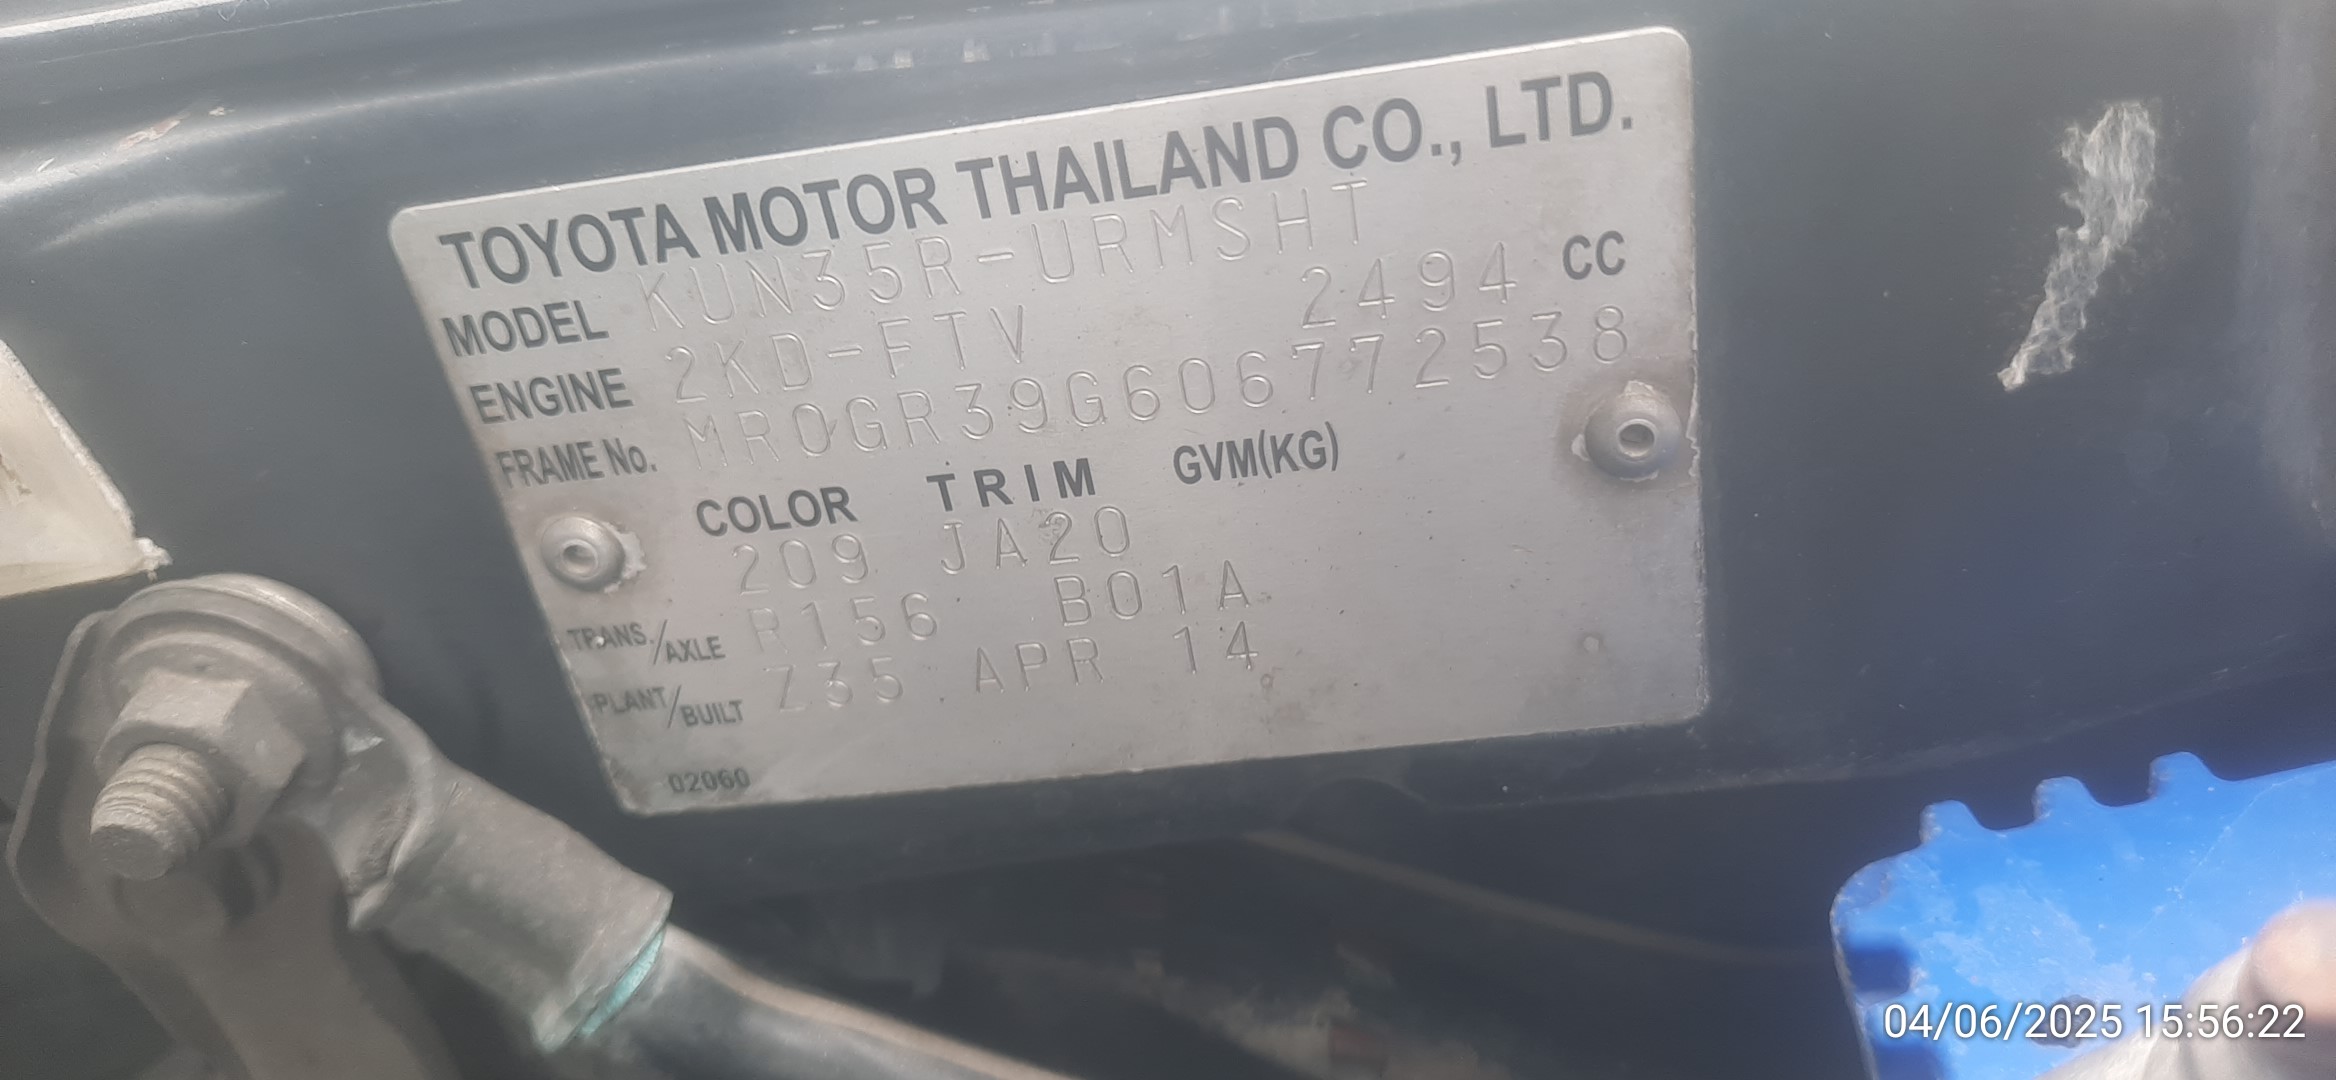 TOYOTA MOTOR THAILAND CO., LTD.
MODEL KUN35R-URMSHT
ENGINE 2KD-FTV 2494 CC
FRAME No. MR0GR39G606772538
COLOR TRIM GVM(KG)
209 JA20
TRANS./AXLE R156 B01A
PLANT/BUILT Z35 APR 14
02060
04/06/2025 15:56:22